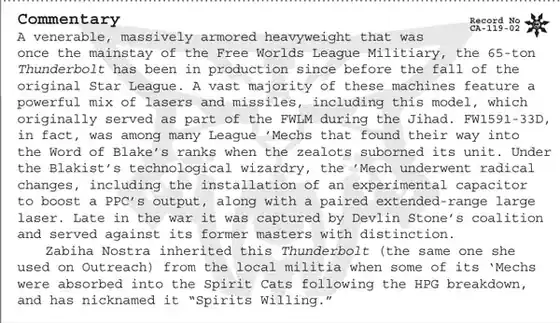 Commentary
Record No
CA-119-02
A venerable, massively armored heavyweight that was
once the mainstay of the Free Worlds League Militiary, the 65-ton
Thunderbolt has been in production since before the fall of the
original Star League. A vast majority of these machines feature a
powerful mix of lasers and missiles, including this model, which
originally served as part of the FWLM during the Jihad. FW1591-33D,
in fact, was among many League ‘Mechs that found their way into
the Word of Blake’s ranks when the zealots suborned its unit. Under
the Blakist’s technological wizardry, the ‘Mech underwent radical
changes, including the installation of an experimental capacitor
to boost a PPC’s output, along with a paired extended-range large
laser. Late in the war it was captured by Devlin Stone’s coalition
and served against its former masters with distinction.
Zabiha Nostra inherited this Thunderbolt (the same one she
used on Outreach) from the local militia when some of its ‘Mechs
were absorbed into the Spirit Cats following the HPG breakdown,
and has nicknamed it “Spirits Willing.”